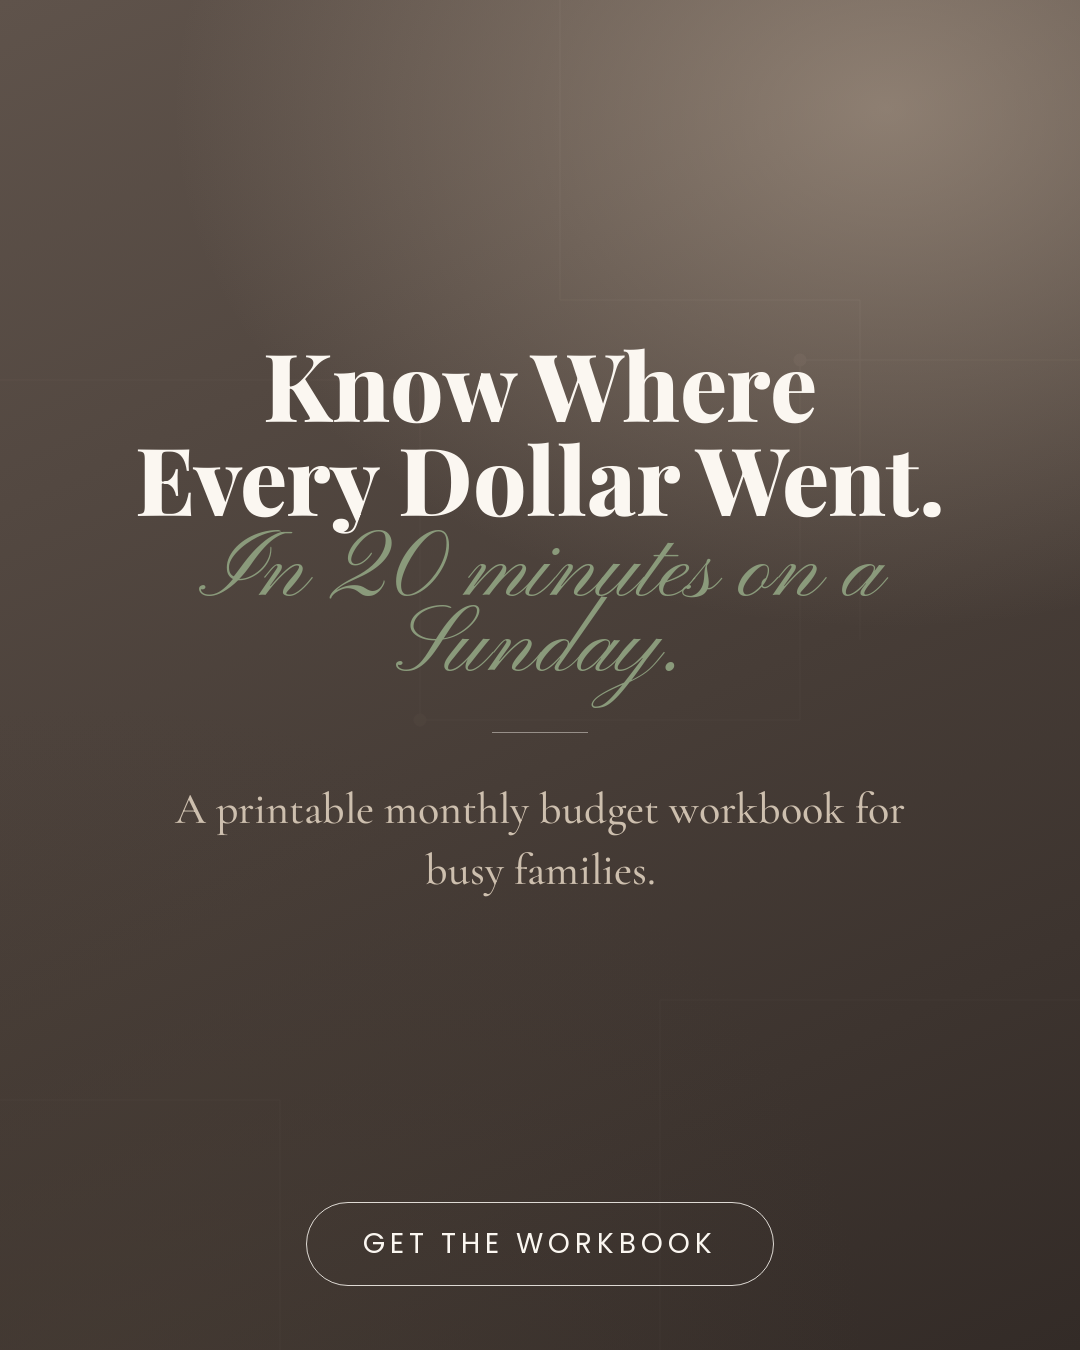 Know Where
Every Dollar Went.
In 20 minutes on a
Sunday.
A printable monthly budget workbook for
busy families.
GET THE WORKBOOK